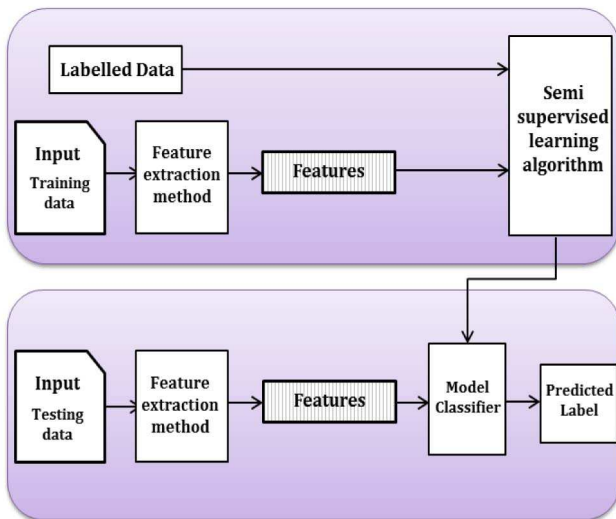 Labelled Data
Semi
supervised
learning
algorithm
Input
Training
data
Feature
extraction
method
Features
Input
Testing
data
Feature
extraction
method
Features
Model
Classifier
Predicted
Label